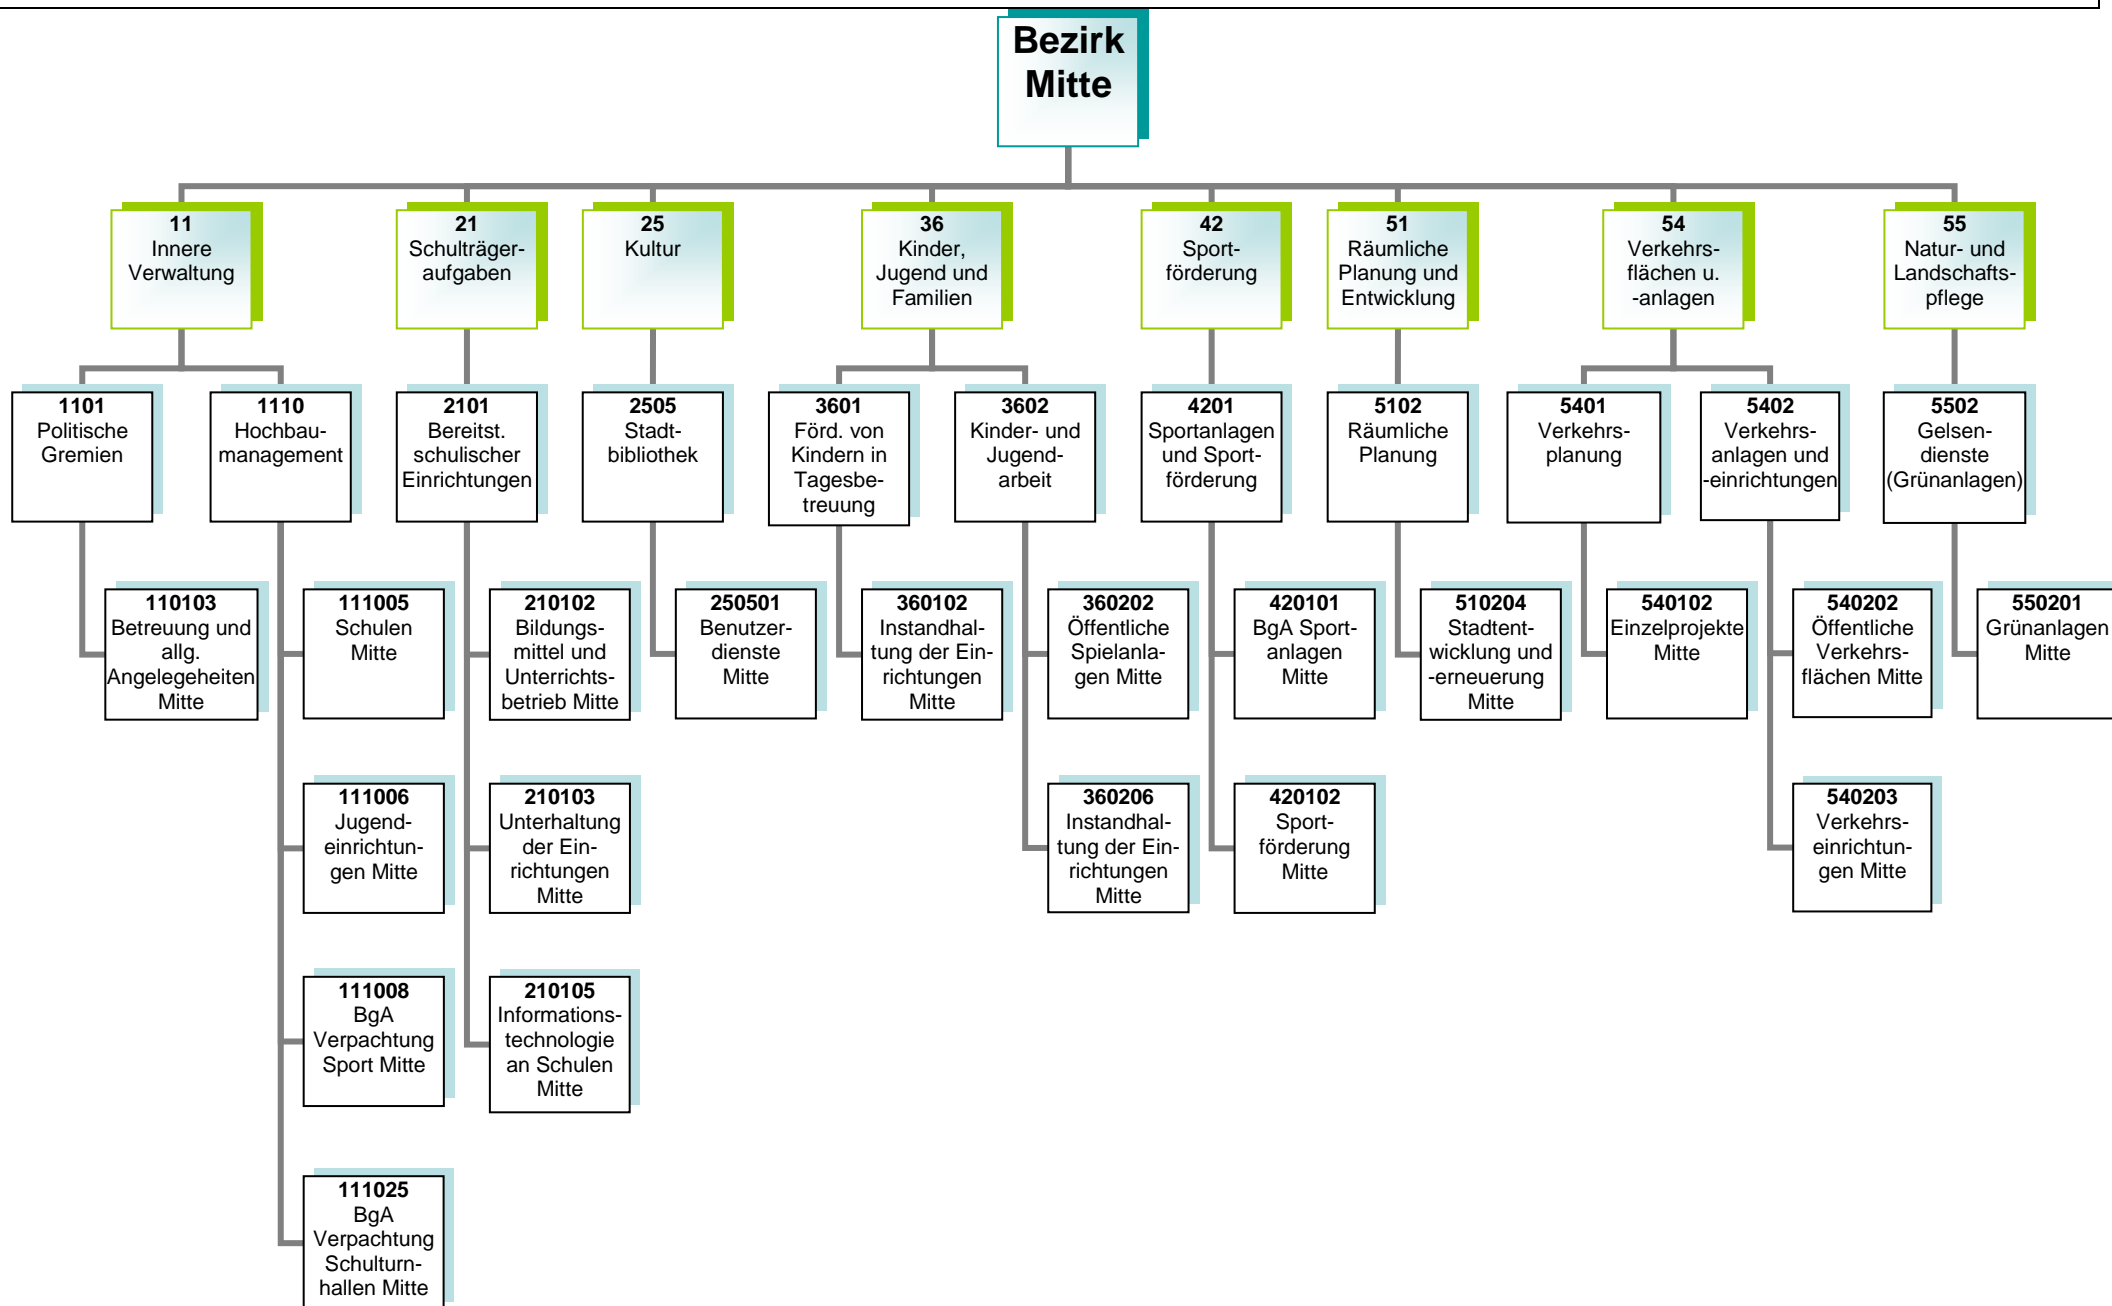 Bezirk
Mitte
11
Innere
Verwaltung
21
Schulträger-
aufgaben
25
Kultur
36
Kinder,
Jugend und
Familien
42
Sport-
förderung
51
Räumliche
Planung und
Entwicklung
54
Verkehrs-
flächen u.
-anlagen
55
Natur- und
Landschafts-
pflege
1101
Politische
Gremien
1110
Hochbau-
management
2101
Bereitst.
schulischer
Einrichtungen
2505
Stadt-
bibliothek
3601
Förd. von
Kindern in
Tagesbe-
treuung
3602
Kinder- und
Jugend-
arbeit
4201
Sportanlagen
und Sport-
förderung
5102
Räumliche
Planung
5401
Verkehrs-
planung
5402
Verkehrs-
anlagen und
-einrichtungen
5502
Gelsen-
dienste
(Grünanlagen)
110103
Betreuung und
allg.
Angelegeheiten
Mitte
111005
Schulen
Mitte
210102
Bildungs-
mittel und
Unterrichts-
betrieb Mitte
250501
Benutzer-
dienste
Mitte
360102
Instandhal-
tung der Ein-
richtungen
Mitte
360202
Öffentliche
Spielanla-
gen Mitte
420101
BgA Sport-
anlagen
Mitte
510204
Stadtent-
wicklung und
-erneuerung
Mitte
540102
Einzelprojekte
Mitte
540202
Öffentliche
Verkehrs-
flächen Mitte
550201
Grünanlagen
Mitte
111006
Jugend-
einrichtun-
gen Mitte
210103
Unterhaltung
der Ein-
richtungen
Mitte
360206
Instandhal-
tung der Ein-
richtungen
Mitte
420102
Sport-
förderung
Mitte
540203
Verkehrs-
einrichtun-
gen Mitte
111008
BgA
Verpachtung
Sport Mitte
210105
Informations-
technologie
an Schulen
Mitte
111025
BgA
Verpachtung
Schulturn-
hallen Mitte